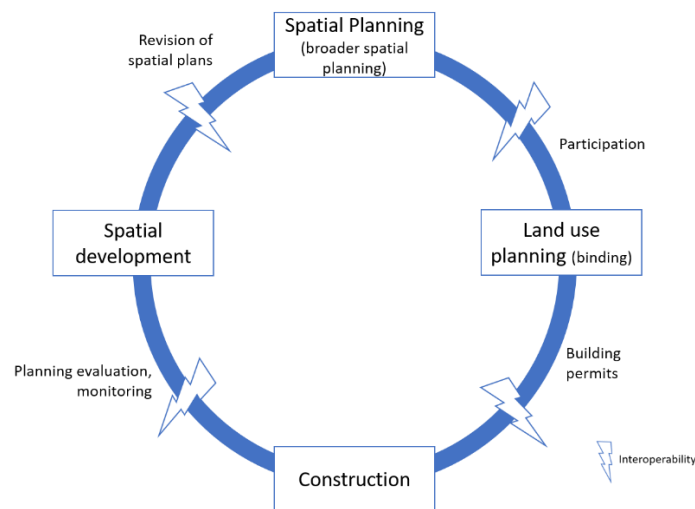 Spatial Planning
(broader spatial
planning)
Revision of
spatial plans
Participation
Spatial
development
Land use
planning (binding)
Planning evaluation,
monitoring
Building
permits
Construction
Interoperability